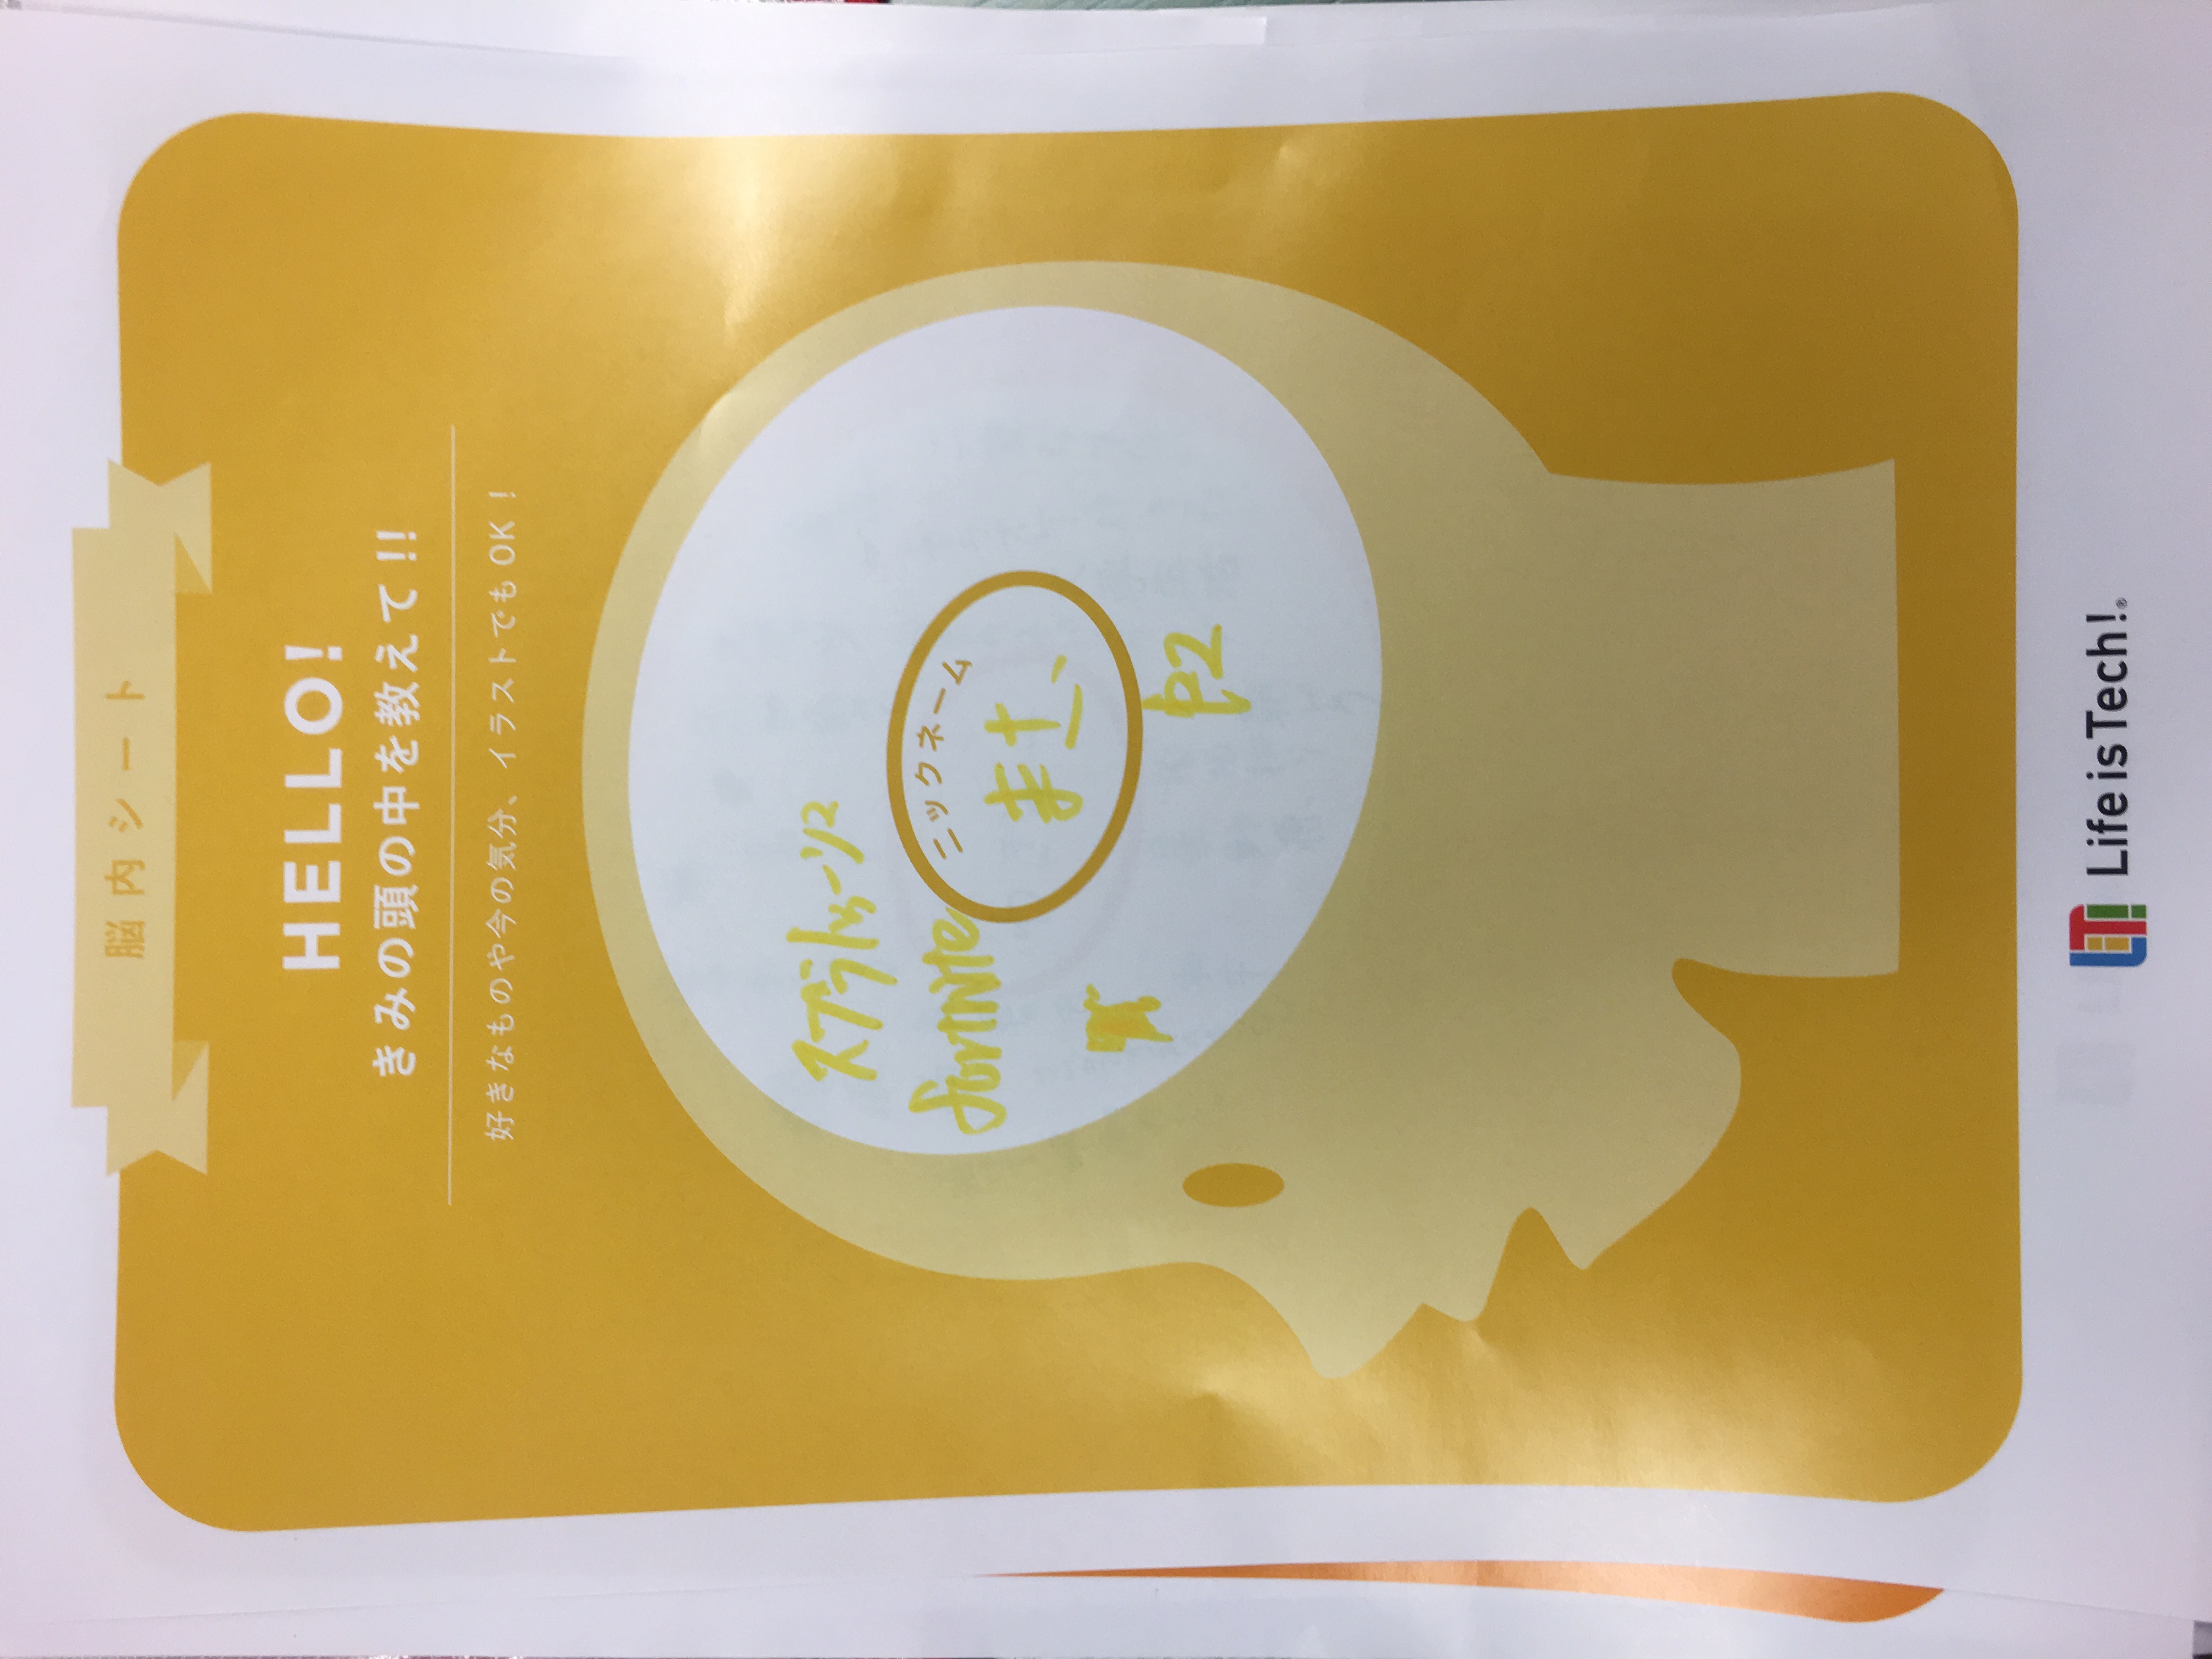 脳内シート
HELLO!
きみの頭の中を教えて!!
好きなものや今の気分、イラストでもOK!
スプラトゥーン2
fortnite
ニックネーム
まさ
中2
Life is Tech!®